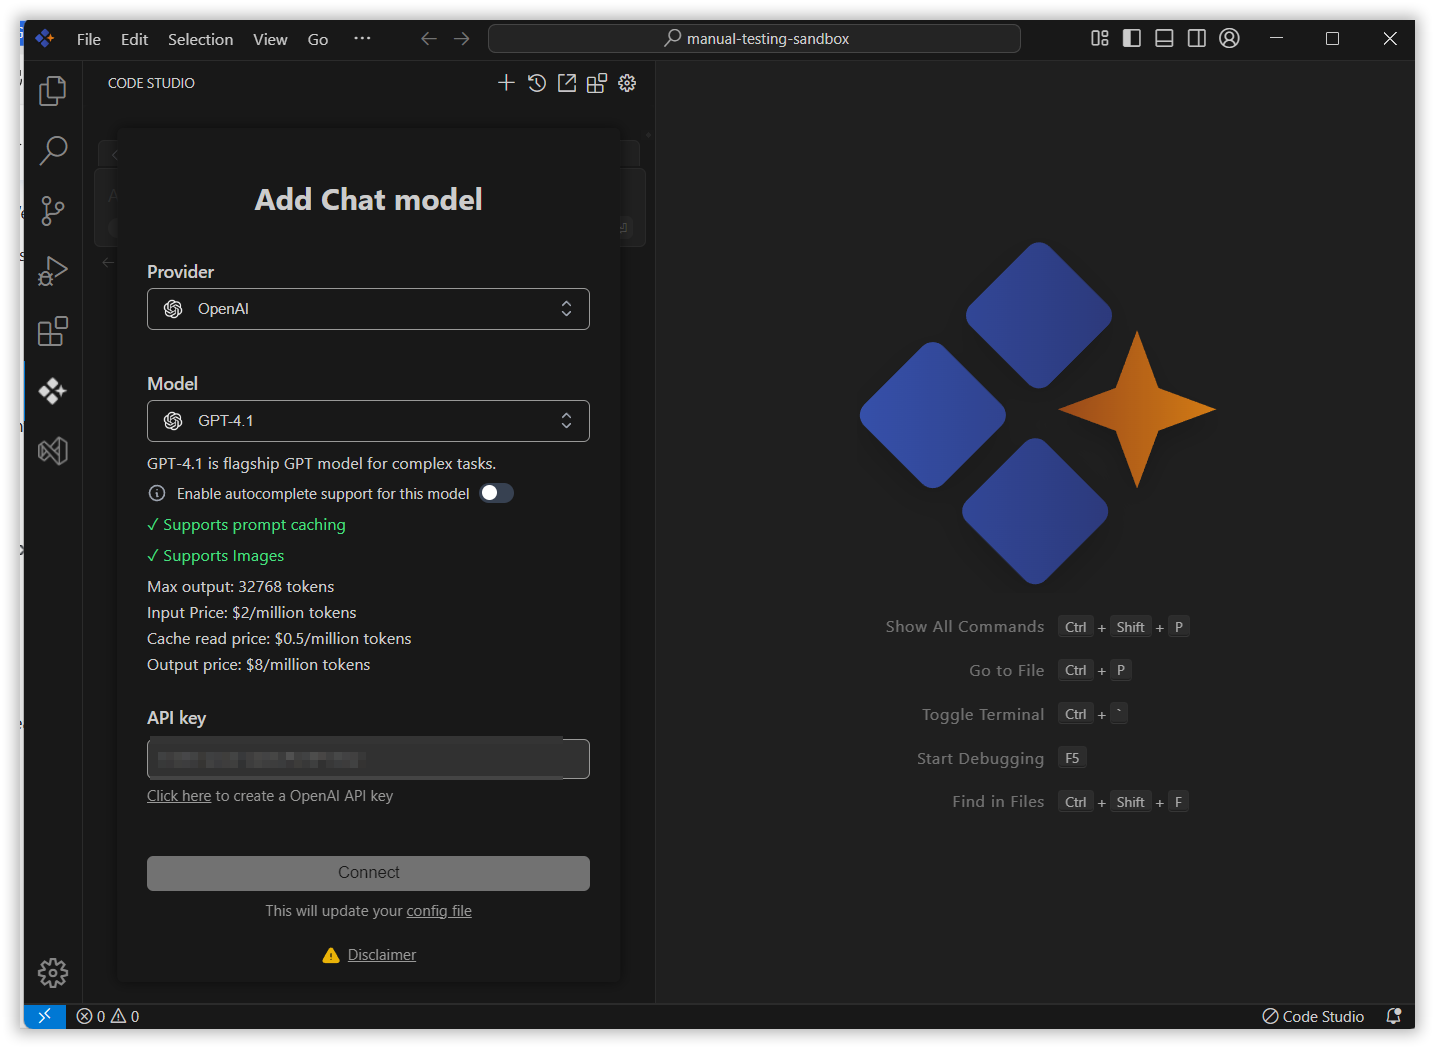 File Edit Selection View Go ··· manual-testing-sandbox
CODE STUDIO
Add Chat model
Provider
OpenAI
Model
GPT-4.1
GPT-4.1 is flagship GPT model for complex tasks.
Enable autocomplete support for this model
✓ Supports prompt caching
✓ Supports Images
Max output: 32768 tokens
Input Price: $2/million tokens
Cache read price: $0.5/million tokens
Output price: $8/million tokens
API key
Click here to create a OpenAI API key
Connect
This will update your config file
Disclaimer
Show All Commands Ctrl + Shift + P
Go to File Ctrl + P
Toggle Terminal Ctrl + `
Start Debugging F5
Find in Files Ctrl + Shift + F
0 0 Code Studio